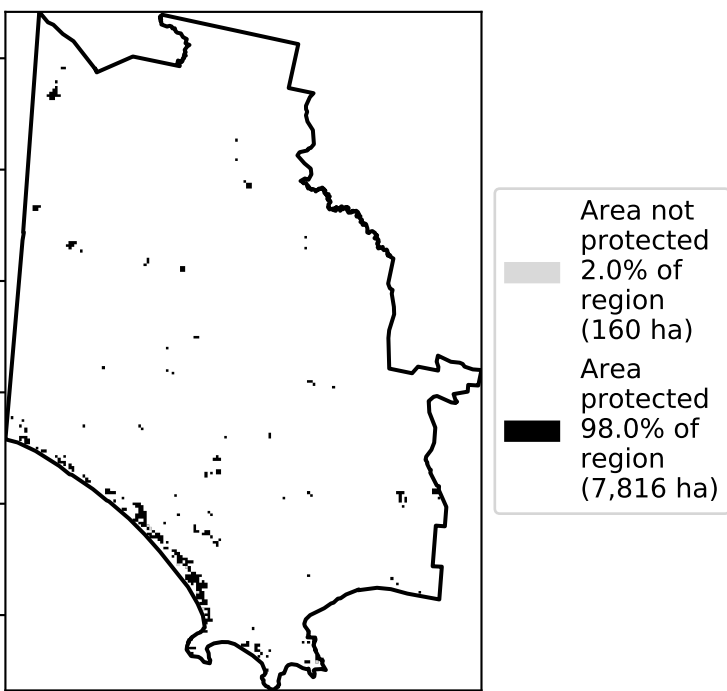 Area not
protected
2.0% of
region
(160 ha)
Area
protected
98.0% of
region
(7,816 ha)